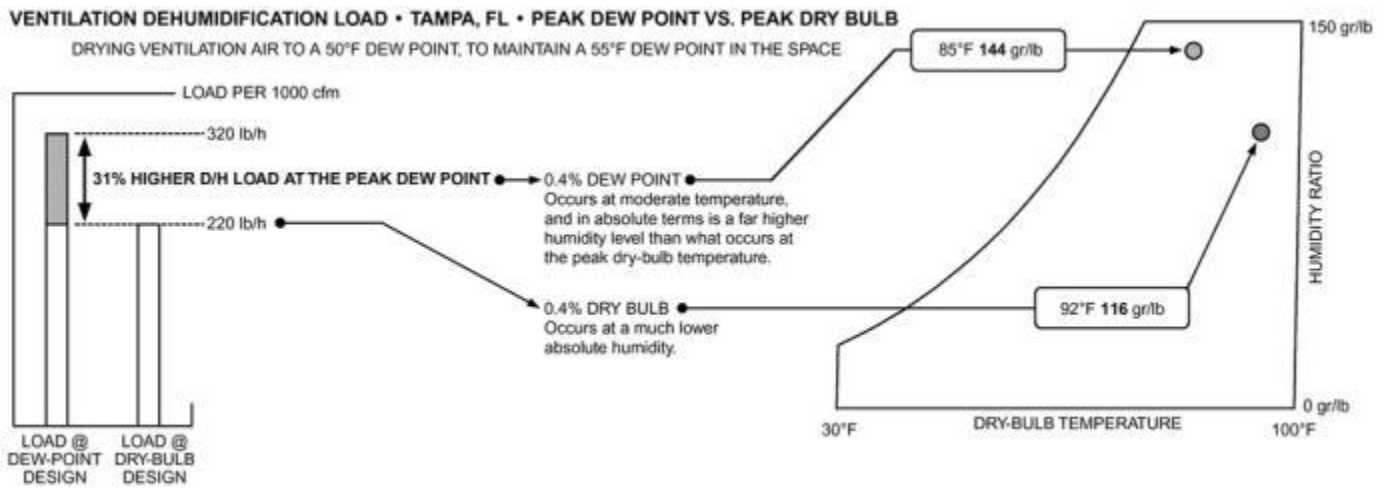 VENTILATION DEHUMIDIFICATION LOAD • TAMPA, FL • PEAK DEW POINT VS. PEAK DRY BULB
DRYING VENTILATION AIR TO A 50°F DEW POINT, TO MAINTAIN A 55°F DEW POINT IN THE SPACE
LOAD PER 1000 cfm
320 lb/h
31% HIGHER D/H LOAD AT THE PEAK DEW POINT
220 lb/h
LOAD @
DEW-POINT
DESIGN
LOAD @
DRY-BULB
DESIGN
0.4% DEW POINT
Occurs at moderate temperature,
and in absolute terms is a far higher
humidity level than what occurs at
the peak dry-bulb temperature.
0.4% DRY BULB
Occurs at a much lower
absolute humidity.
85°F 144 gr/lb
92°F 116 gr/lb
150 gr/lb
HUMIDITY RATIO
0 gr/lb
30°F
DRY-BULB TEMPERATURE
100°F